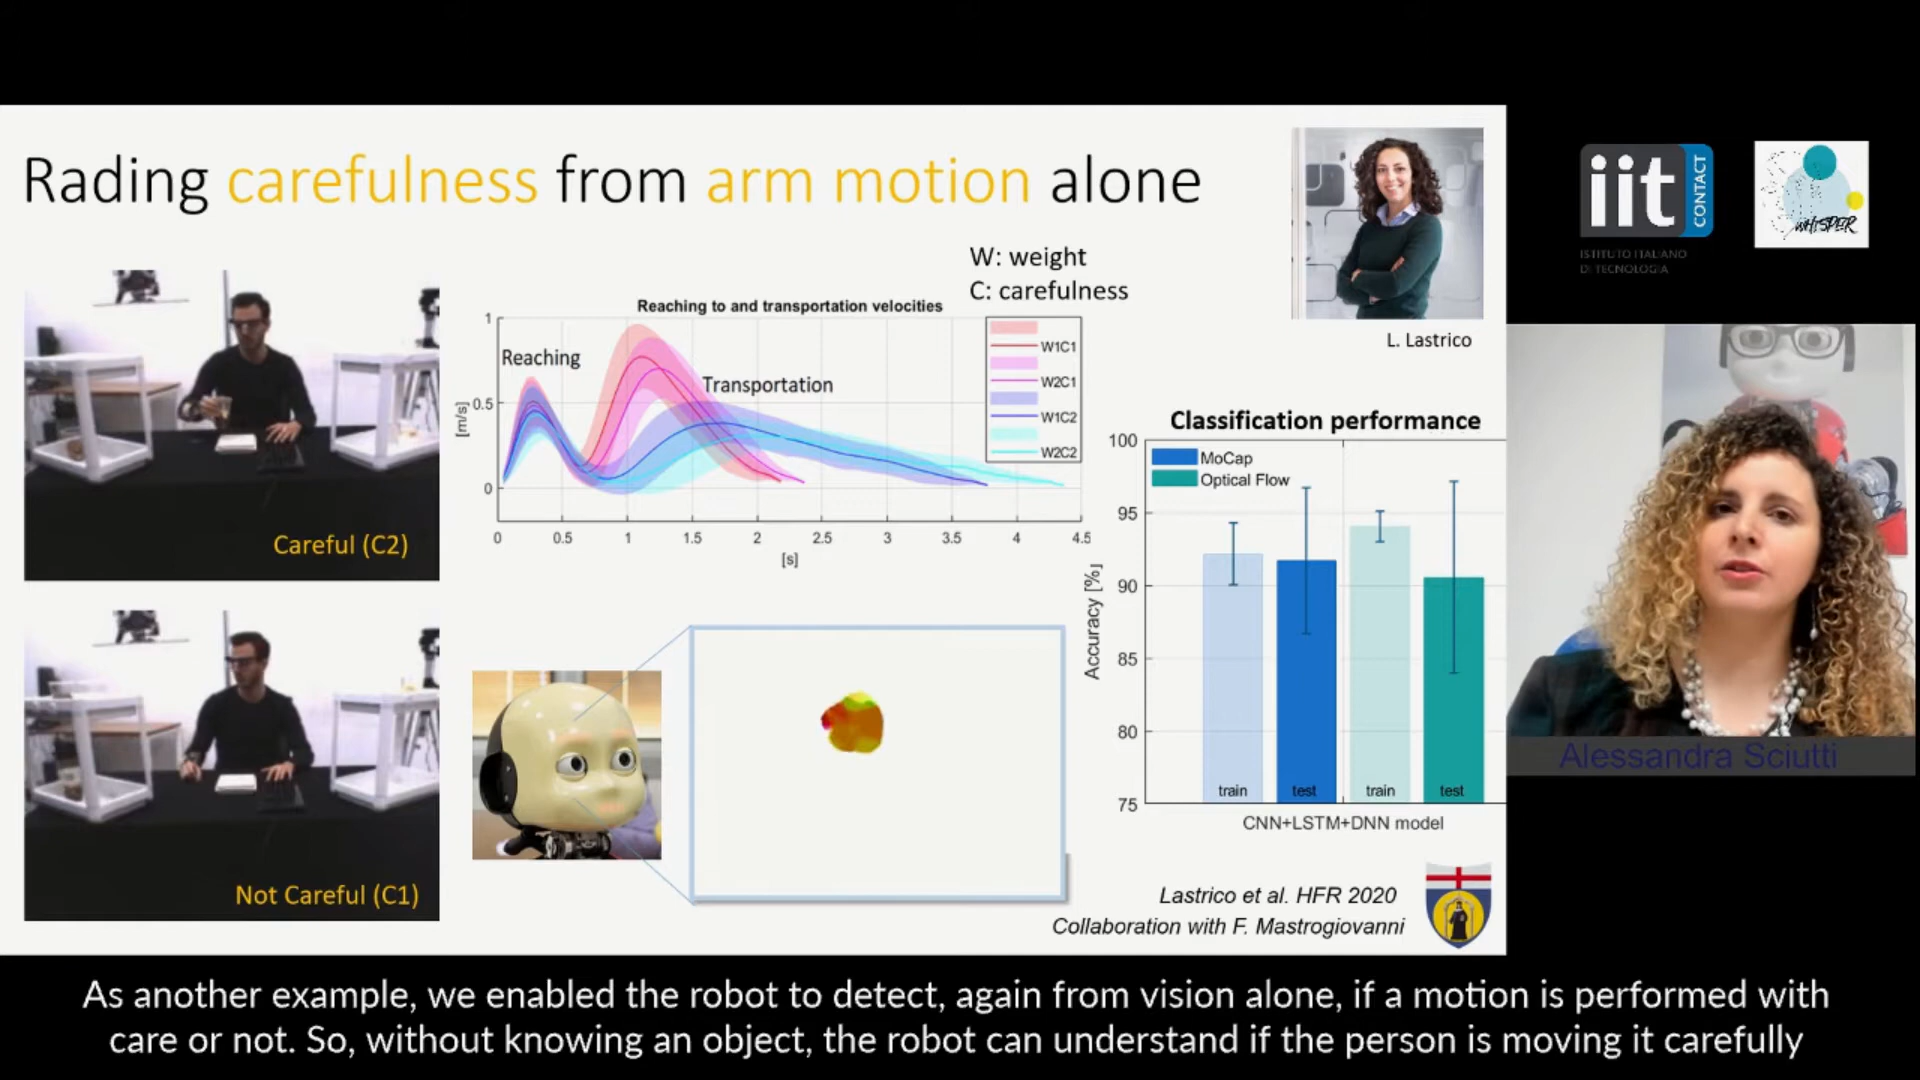 Rading carefulness from arm motion alone
iit
CONTACT
ISTITUTO ITALIANO
DI TECNOLOGIA
WHISPER
W: weight
C: carefulness
L. Lastrico
Careful (C2)
Not Careful (C1)
Reaching to and transportation velocities
Reaching
Transportation
W1C1
W2C1
W1C2
W2C2
1
0.5
0
[m/s]
0 0.5 1 1.5 2 2.5 3 3.5 4 4.5
[s]
Classification performance
MoCap
Optical Flow
100
95
90
85
80
75
Accuracy [%]
train test train test
CNN+LSTM+DNN model
Lastrico et al. HFR 2020
Collaboration with F. Mastrogiovanni
Alessandra Sciutti
As another example, we enabled the robot to detect, again from vision alone, if a motion is performed with
care or not. So, without knowing an object, the robot can understand if the person is moving it carefully